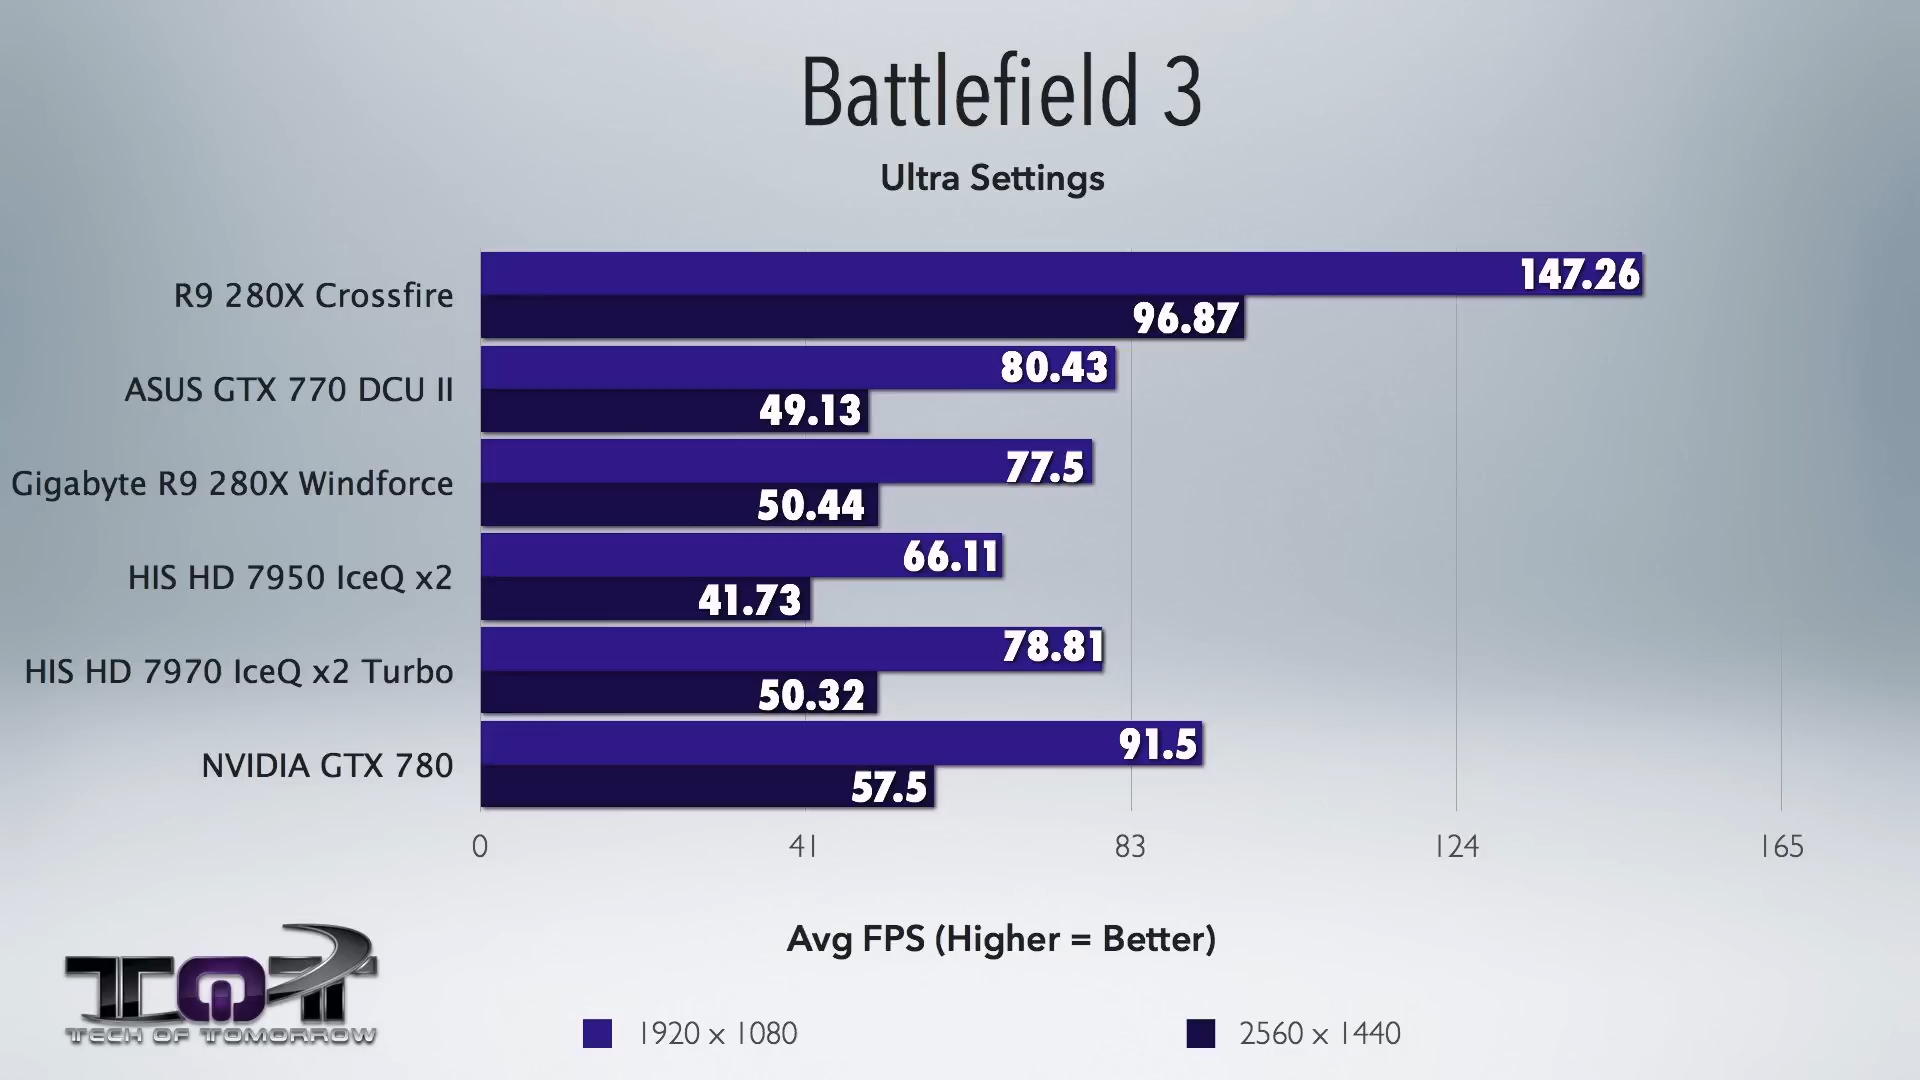 Battlefield 3
Ultra Settings
R9 280X Crossfire
147.26
96.87
ASUS GTX 770 DCU II
80.43
49.13
Gigabyte R9 280X Windforce
77.5
50.44
HIS HD 7950 IceQ x2
66.11
41.73
HIS HD 7970 IceQ x2 Turbo
78.81
50.32
NVIDIA GTX 780
91.5
57.5
0 41 83 124 165
Avg FPS (Higher = Better)
TOT
TECH OF TOMORROW
1920 x 1080 2560 x 1440